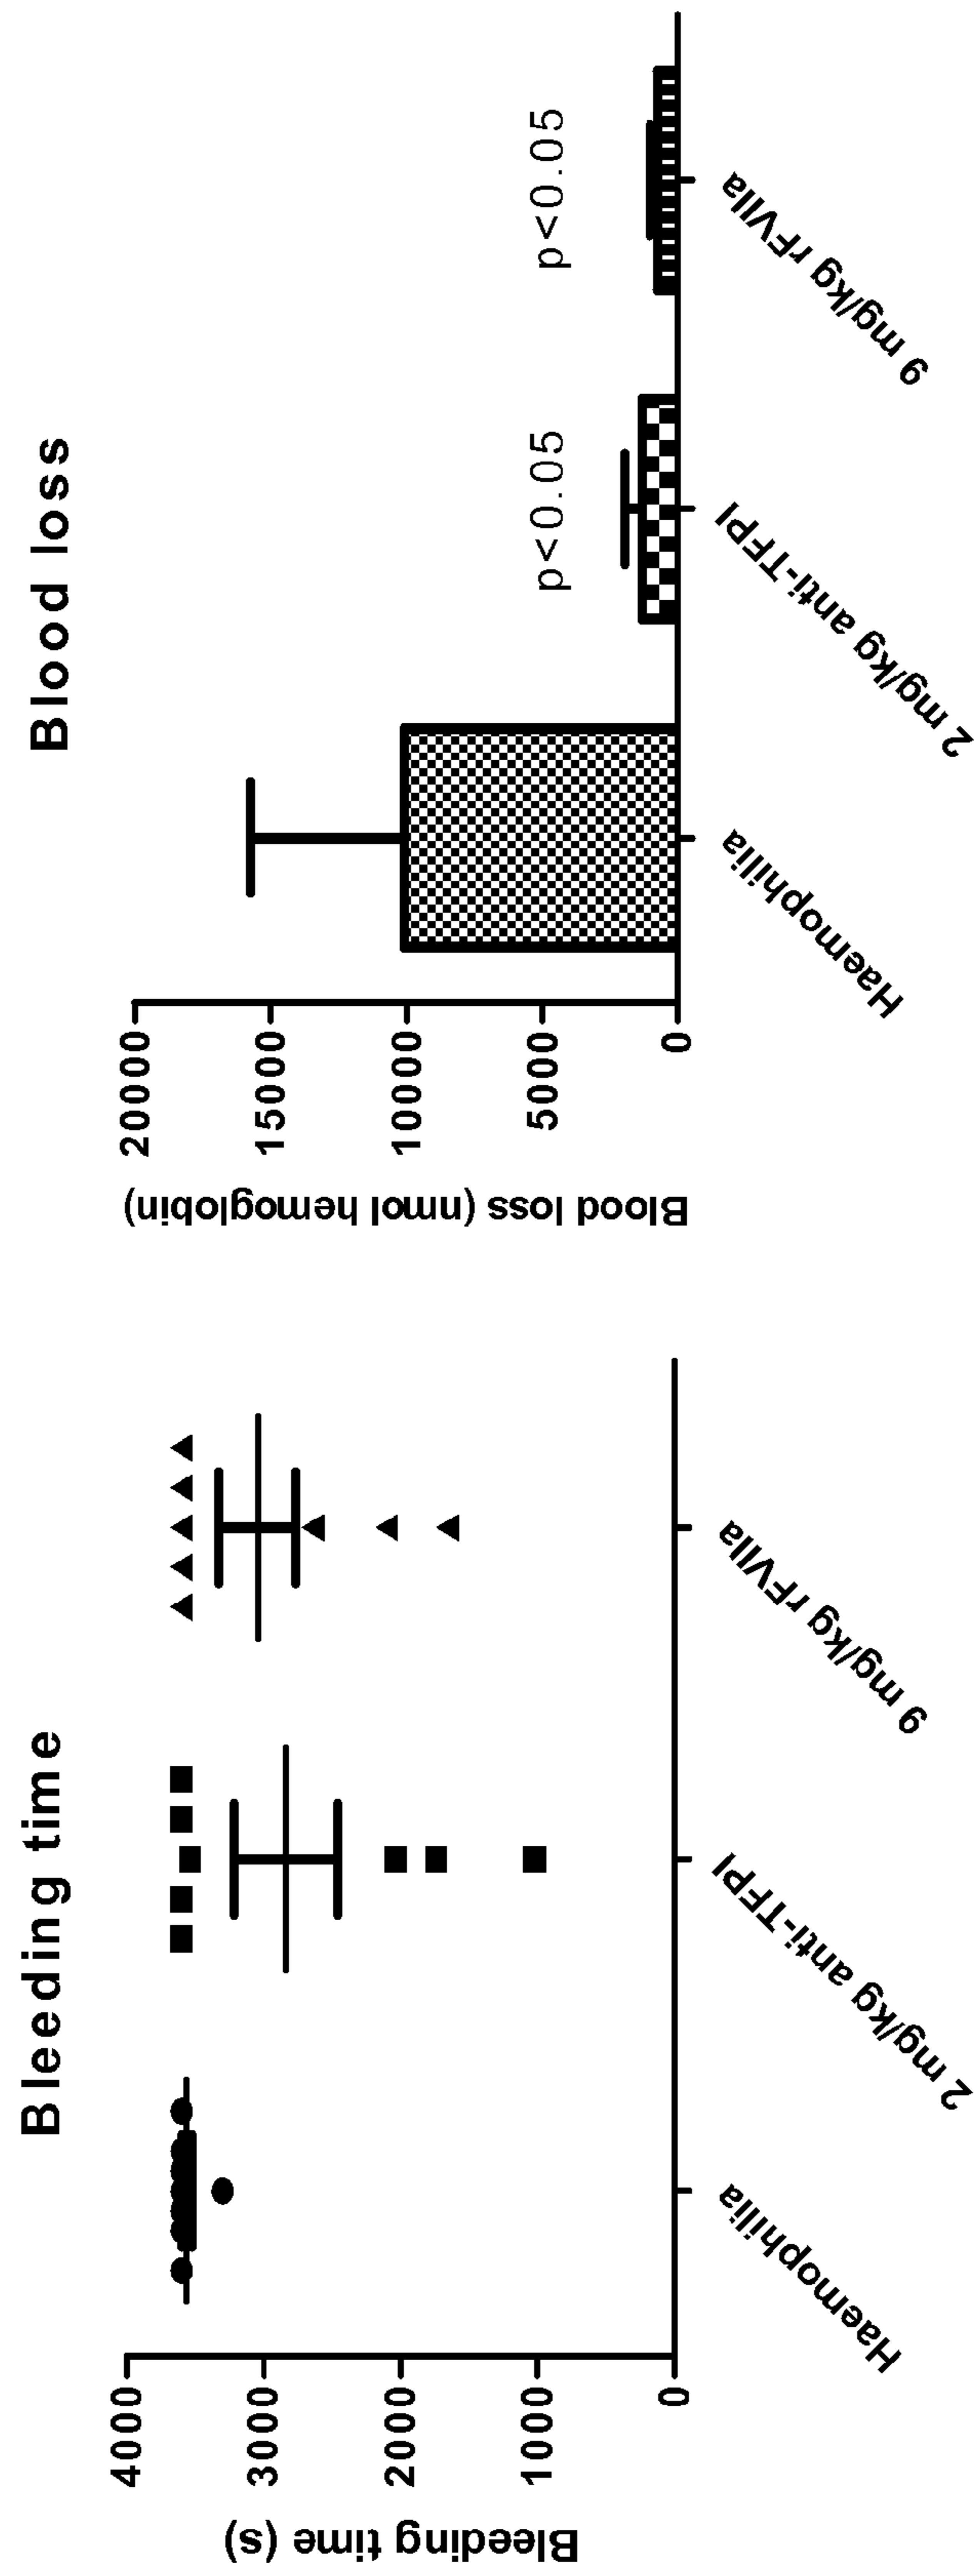 Bleeding time
Bleeding time (s)
4000
3000
2000
1000
0
Haemophillia
2 mg/kg anti-TFPI
9 mg/kg rFVIIa
Blood loss
Blood loss (nmol hemoglobin)
20000
15000
10000
5000
0
p<0.05
p<0.05
Haemophillia
2 mg/kg anti-TFPI
9 mg/kg rFVIIa